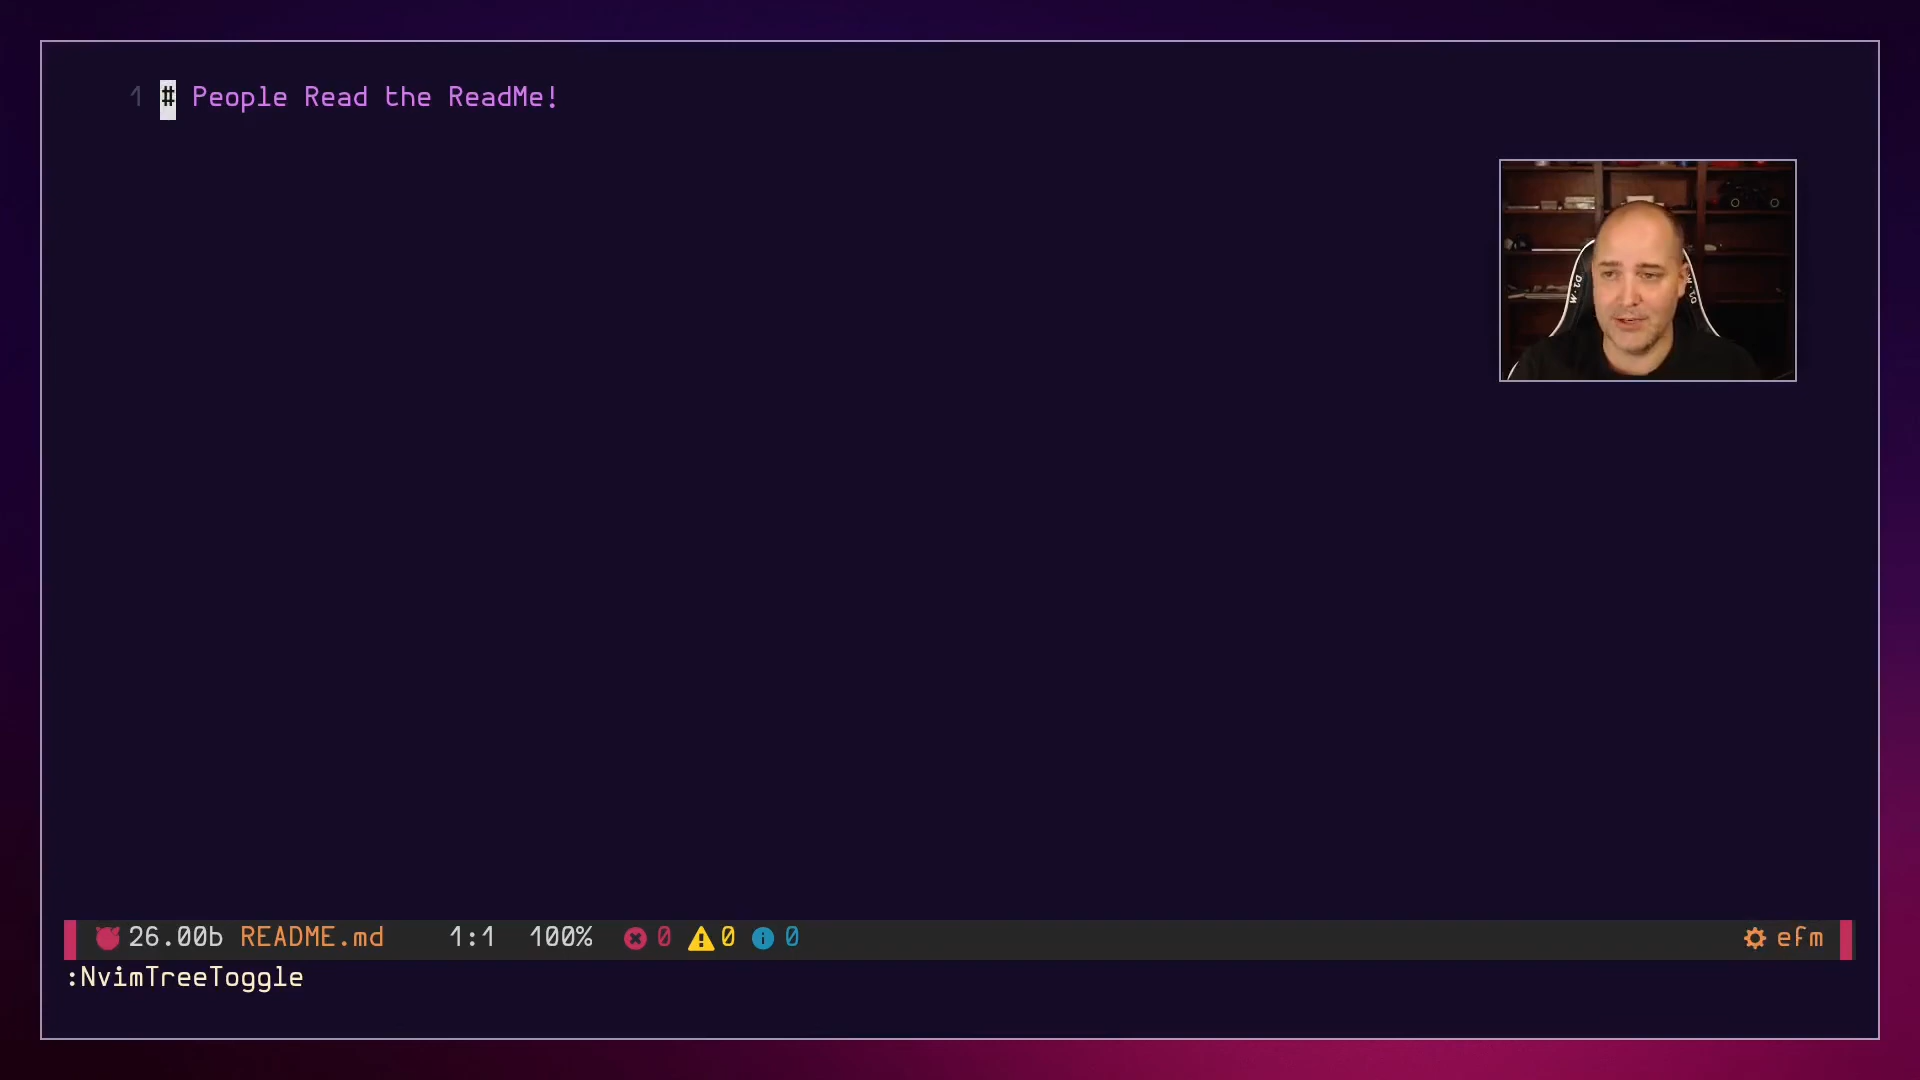 1 # People Read the ReadMe!
26.00b README.md 1:1 100% 0 0 0 efm
:NvimTreeToggle